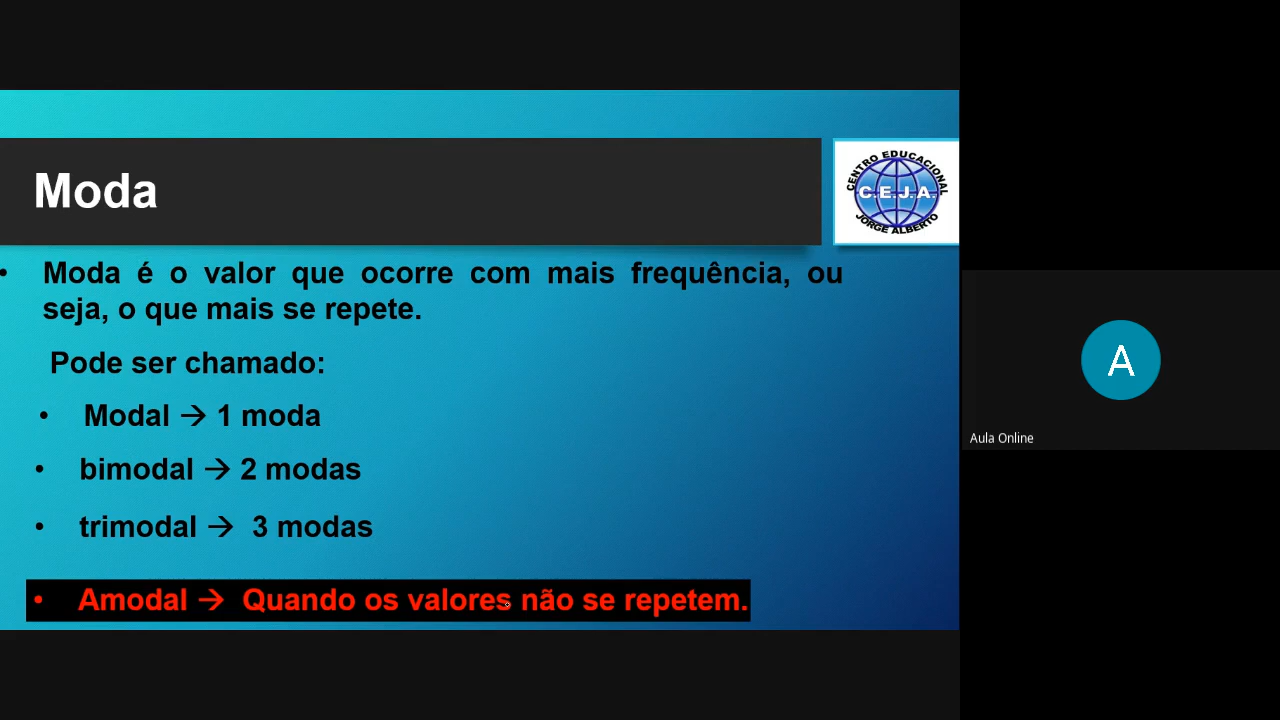 Moda
CENTRO EDUCACIONAL
C.E.J.A.
JORGE ALBERTO
• Moda é o valor que ocorre com mais frequência, ou
seja, o que mais se repete.
Pode ser chamado:
• Modal → 1 moda
• bimodal → 2 modas
• trimodal → 3 modas
• Amodal → Quando os valores não se repetem.
A
Aula Online